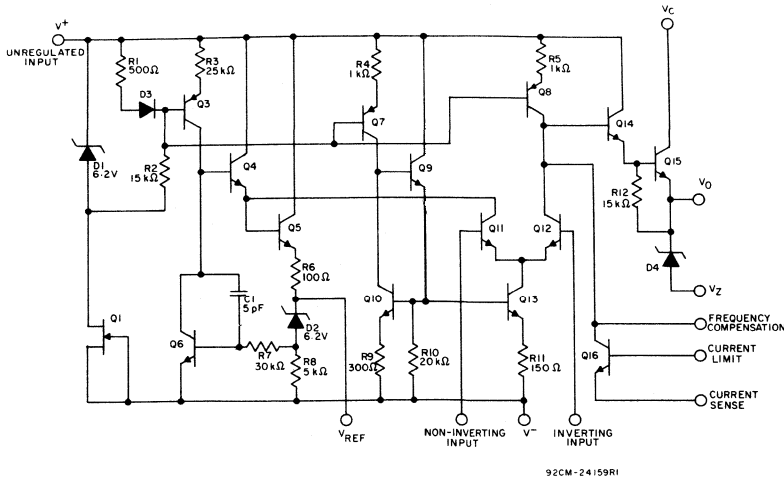 V+
UNREGULATED
INPUT
R1
500Ω
R3
25kΩ
D3
Q3
R4
1kΩ
Q7
R5
1kΩ
Q8
VC
Q14
Q15
D1
6.2V
R2
15kΩ
Q4
Q9
R12
15kΩ
VO
Q5
Q11
Q12
D4
R6
100Ω
VZ
C1
5pF
Q1
Q6
D2
6.2V
Q10
Q13
FREQUENCY
COMPENSATION
R7
30kΩ
R8
5kΩ
R9
300Ω
R10
20kΩ
R11
150Ω
Q16
CURRENT
LIMIT
CURRENT
SENSE
VREF
NON-INVERTING
INPUT
V-
INVERTING
INPUT
92CM-24159R1